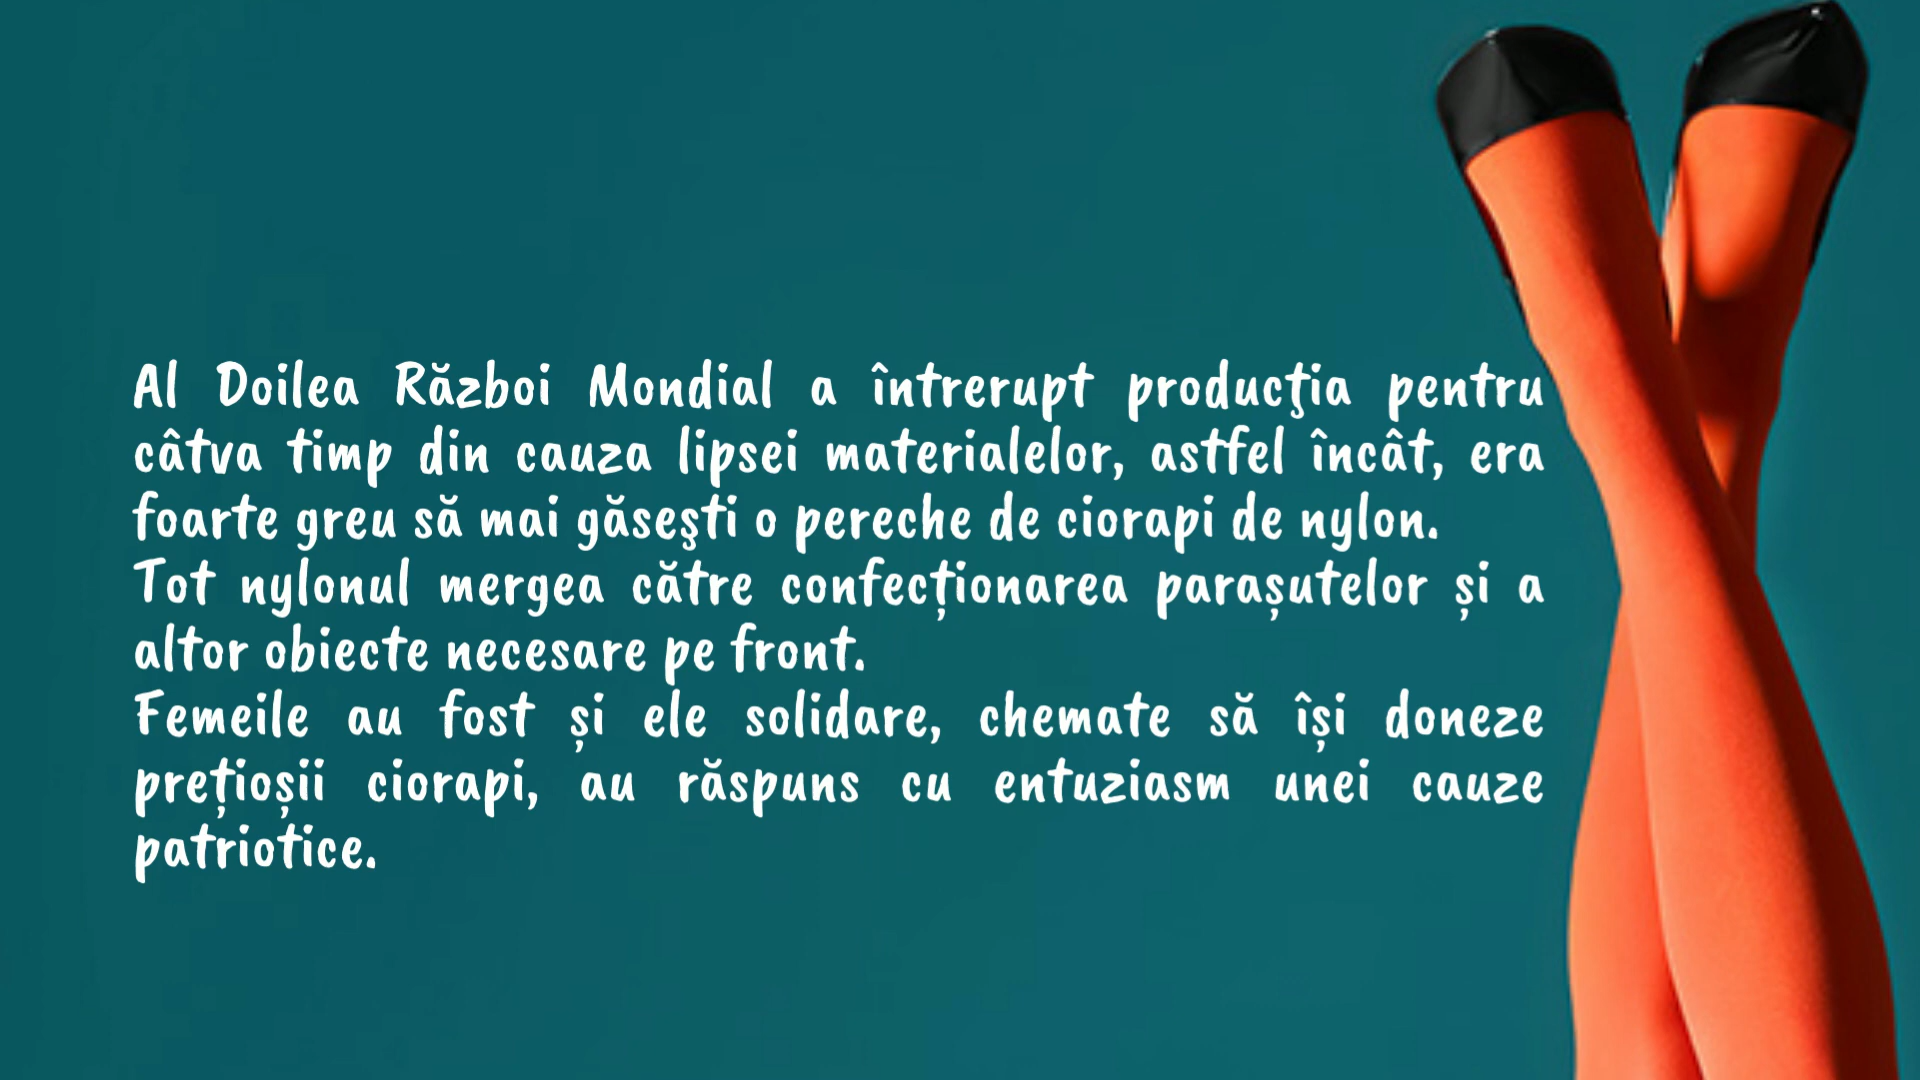 Al Doilea Război Mondial a întrerupt producţia pentru
câtva timp din cauza lipsei materialelor, astfel încât, era
foarte greu să mai găseşti o pereche de ciorapi de nylon.
Tot nylonul mergea către confecționarea parașutelor și a
altor obiecte necesare pe front.
Femeile au fost și ele solidare, chemate să își doneze
prețioșii ciorapi, au răspuns cu entuziasm unei cauze
patriotice.